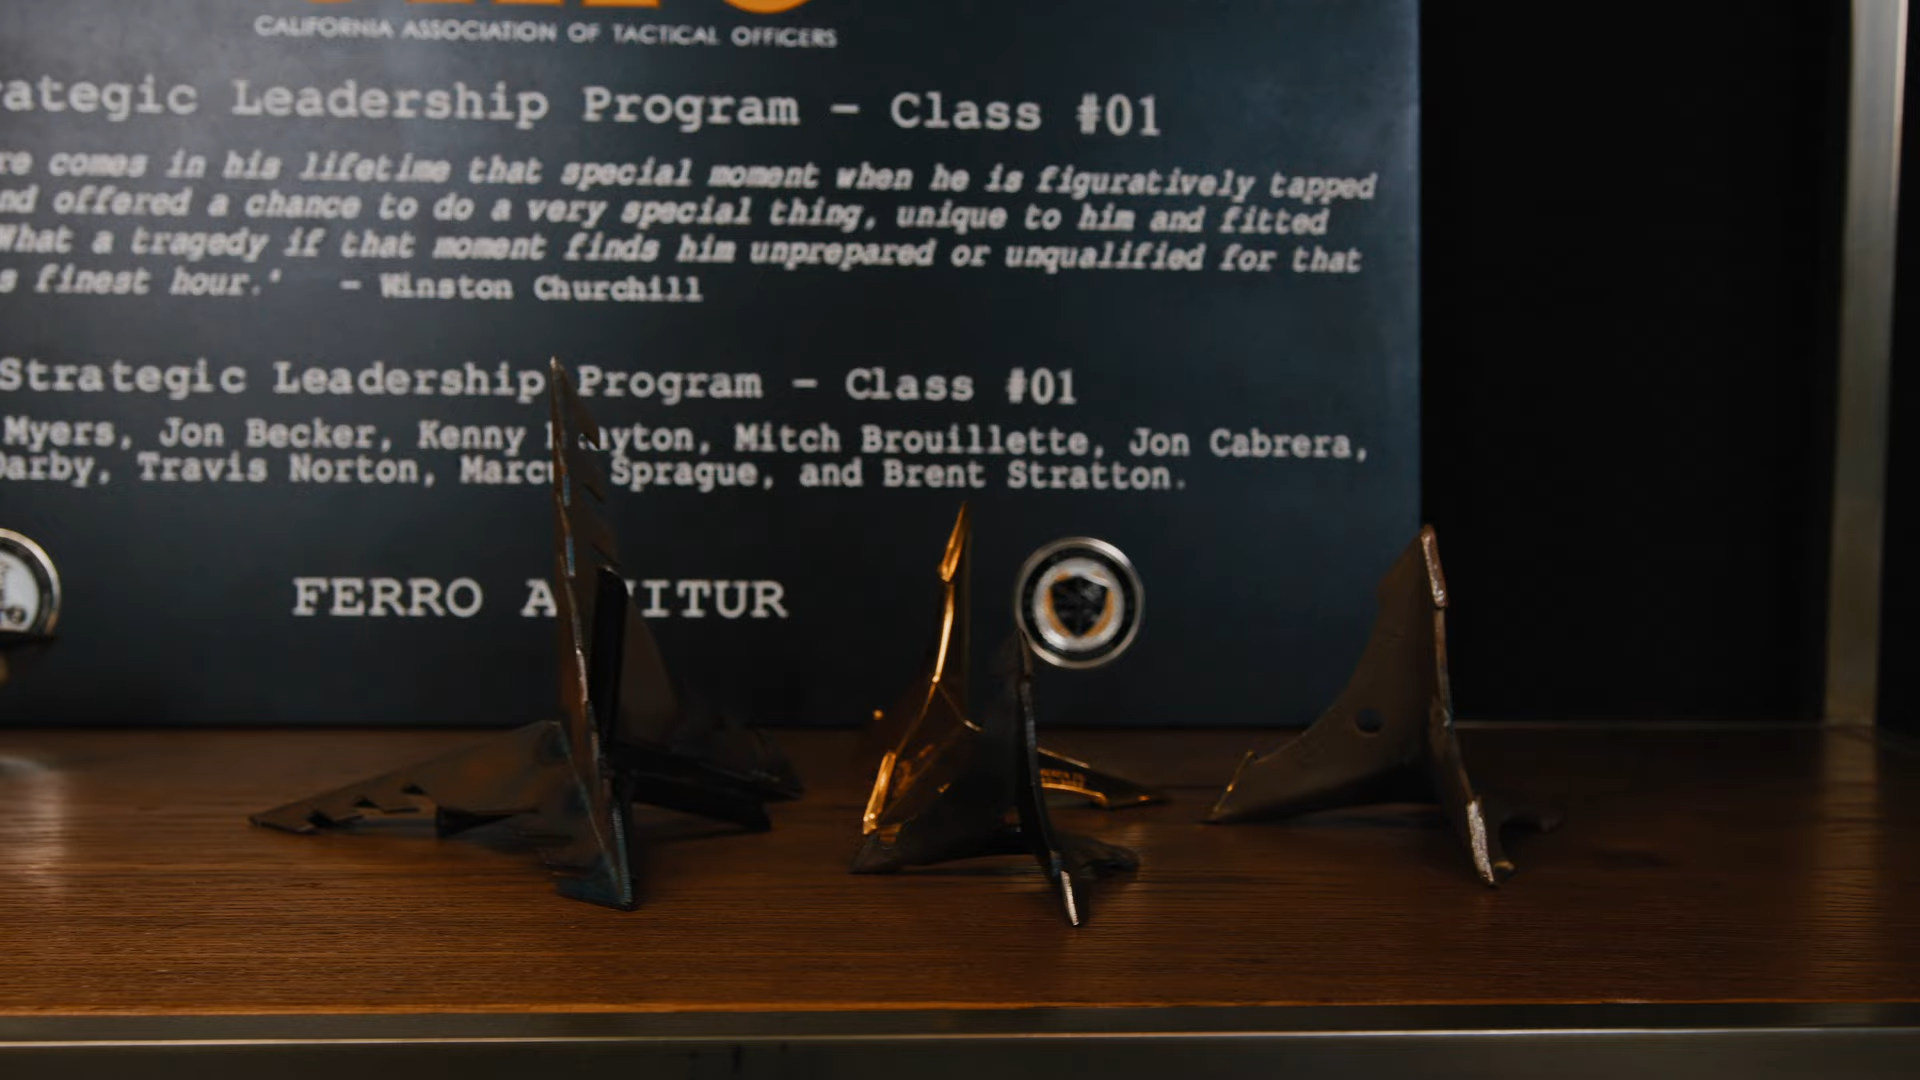 CALIFORNIA ASSOCIATION OF TACTICAL OFFICERS
ategic Leadership Program – Class #01
re comes in his lifetime that special moment when he is figuratively tapped
nd offered a chance to do a very special thing, unique to him and fitted
What a tragedy if that moment finds him unprepared or unqualified for that
s finest hour." – Winston Churchill
Strategic Leadership Program – Class #01
Myers, Jon Becker, Kenny Mitch Brouillette, Jon Cabrera,
Darby, Travis Norton, Sprague, and Brent Stratton.
FERRO